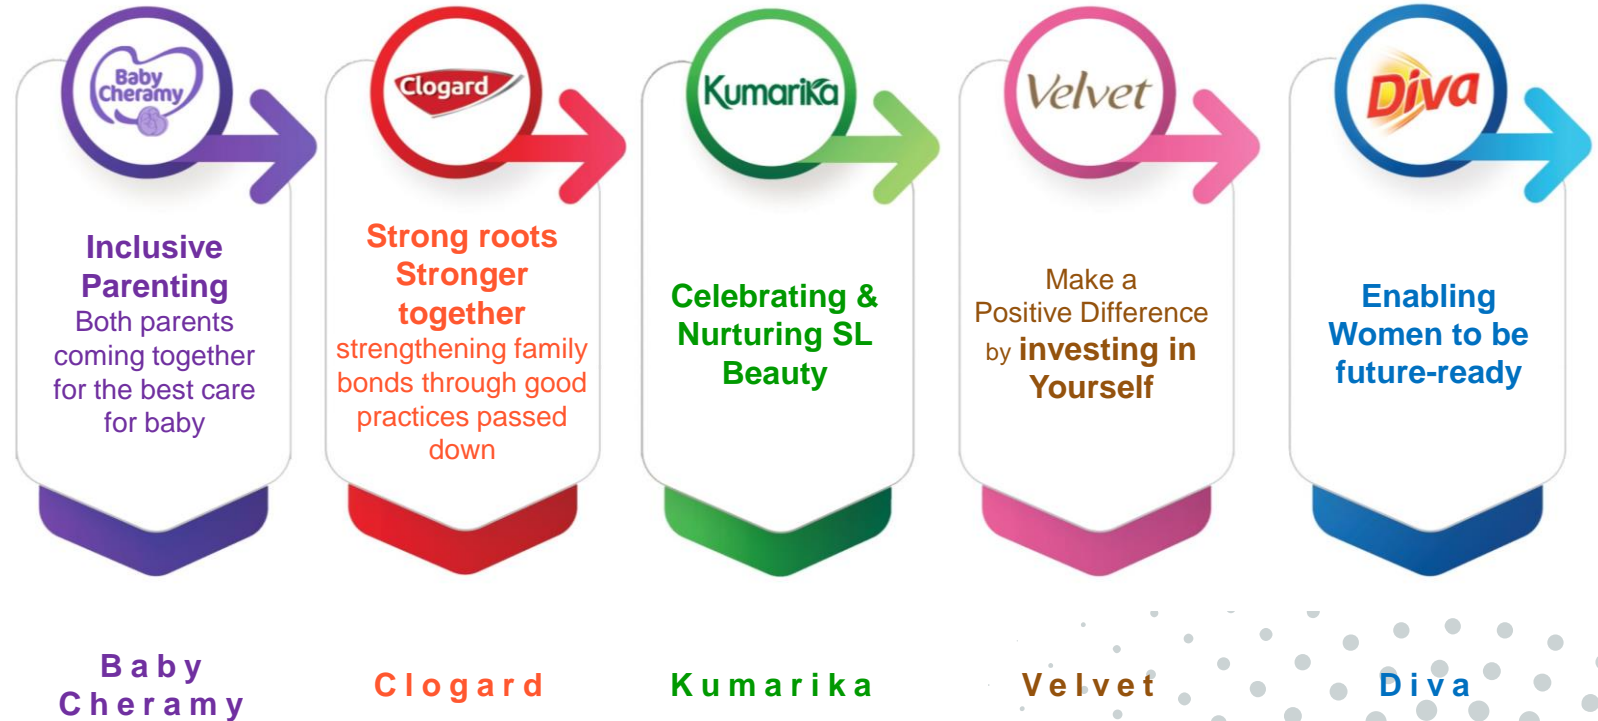 Baby
Cheramy
Inclusive
Parenting
Both parents
coming together
for the best care
for baby
Baby
Cheramy
Clogard
Strong roots
Stronger
together
strengthening family
bonds through good
practices passed
down
Clogard
Kumarika
Celebrating &
Nurturing SL
Beauty
Kumarika
Velvet
Make a
Positive Difference
by investing in
Yourself
Velvet
Diva
Enabling
Women to be
future-ready
Diva